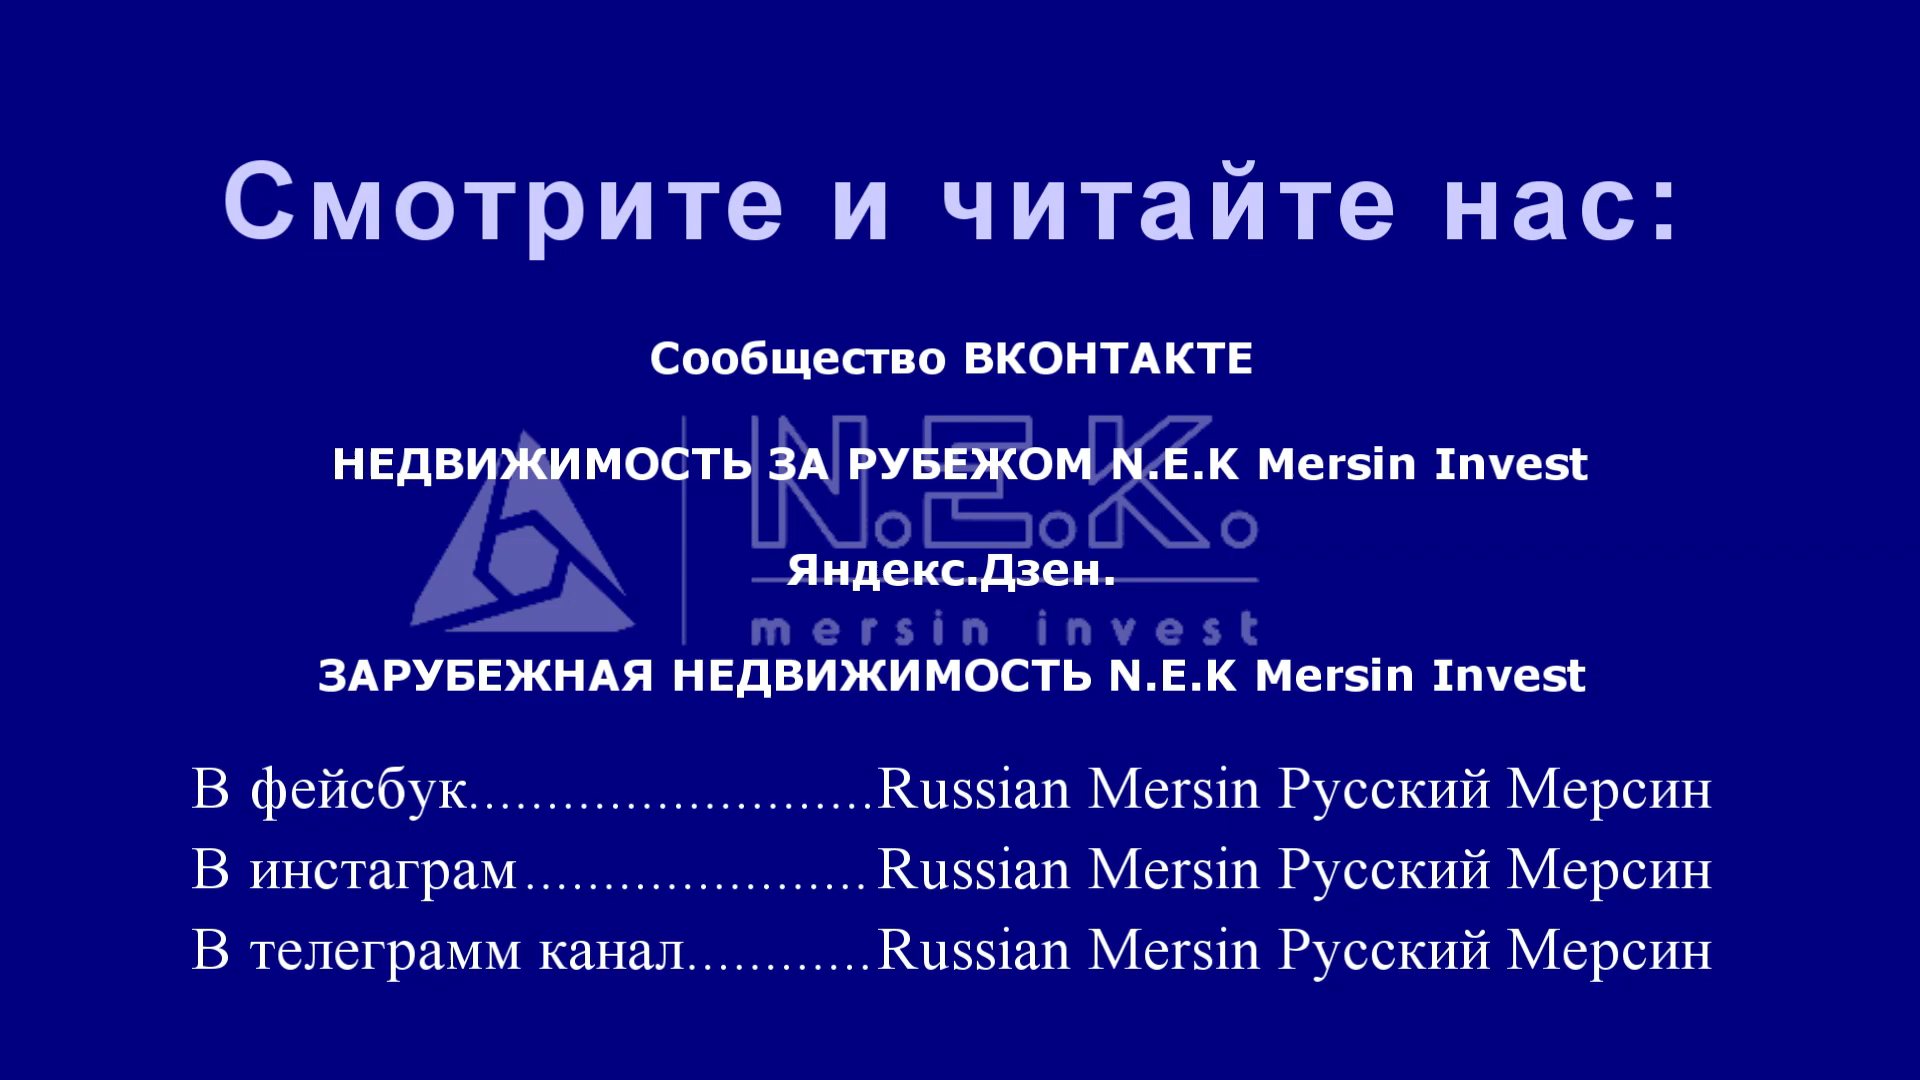 Смотрите и читайте нас:
Сообщество ВКОНТАКТЕ
НЕДВИЖИМОСТЬ ЗА РУБЕЖОМ N.E.K Mersin Invest
N.E.K.
Яндекс.Дзен.
mersin invest
ЗАРУБЕЖНАЯ НЕДВИЖИМОСТЬ N.E.K Mersin Invest
В фейсбук..........................Russian Mersin Русский Мерсин
В инстаграм......................Russian Mersin Русский Мерсин
В телеграмм канал............Russian Mersin Русский Мерсин